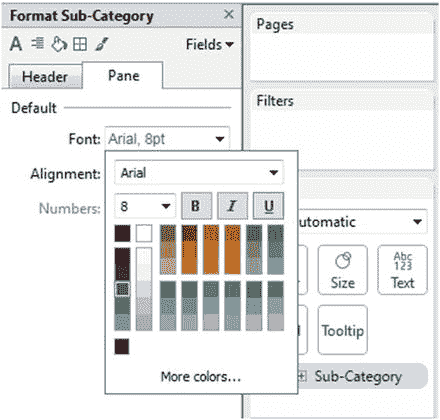 Format Sub-Category
Pages
Fields
Header
Pane
Default
Filters
Font: Arial, 8pt
Alignment:
Arial
Numbers:
8
B I U
utomatic
Size
Abc
123
Text
Tooltip
Sub-Category
More colors...